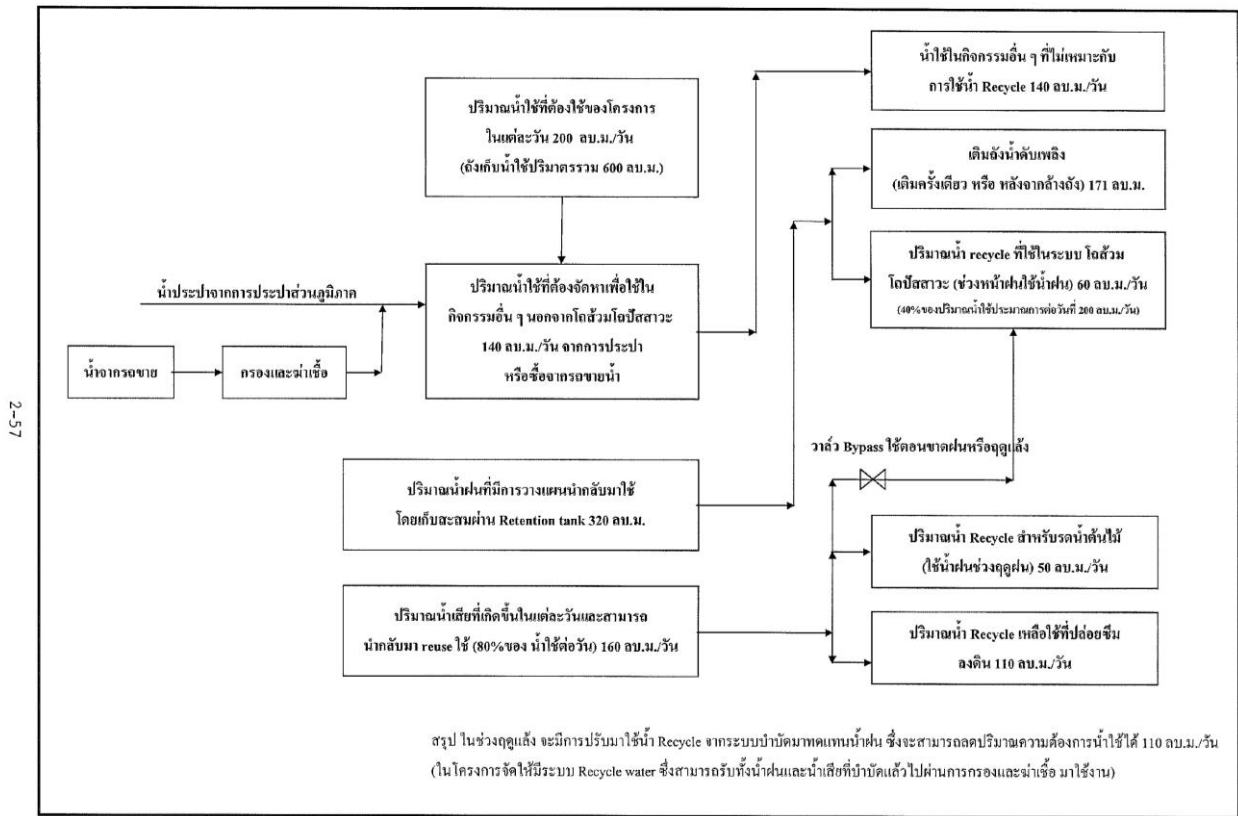 น้ำใช้ในกิจกรรมอื่น ๆ ที่ไม่เหมาะกับ
การใช้น้ำ Recycle 140 ลบ.ม./วัน
ปริมาณน้ำใช้ที่ต้องใช้ของโครงการ
ในแต่ละวัน 200 ลบ.ม./วัน
(ถังเก็บน้ำใช้ปริมาตรรวม 600 ลบ.ม.)
เติมถังน้ำดับเพลิง
(เติมครั้งเดียว หรือ หลังจากล้างถัง) 171 ลบ.ม.
ปริมาณน้ำ recycle ที่ใช้ในระบบ โถส้วม
โถปัสสาวะ (ช่วงหน้าฝนใช้น้ำฝน) 60 ลบ.ม./วัน
(40% ของปริมาณน้ำใช้ประมาณการต่อวันที่ 200 ลบ.ม./วัน)
น้ำประปาจากการประปาส่วนภูมิภาค
ปริมาณน้ำใช้ที่ต้องจัดหาเพื่อใช้ใน
กิจกรรมอื่น ๆ นอกจากโถส้วมโถปัสสาวะ
140 ลบ.ม./วัน จากการประปา
หรือซื้อจากรถขายน้ำ
น้ำจากรถขาย
กรองและฆ่าเชื้อ
2-57
วาล์ว Bypass ใช้ตอนขาดฝนหรือฤดูแล้ง
ปริมาณน้ำฝนที่มีการวางแผนนำกลับมาใช้
โดยเก็บสะสมผ่าน Retention tank 320 ลบ.ม.
ปริมาณน้ำ Recycle สำหรับรดน้ำต้นไม้
(ใช้น้ำฝนช่วงฤดูฝน) 50 ลบ.ม./วัน
ปริมาณน้ำเสียที่เกิดขึ้นในแต่ละวันและสามารถ
นำกลับมา reuse ใช้ (80%ของ น้ำใช้ต่อวัน) 160 ลบ.ม./วัน
ปริมาณน้ำ Recycle เหลือใช้ที่ปล่อยซึม
ลงดิน 110 ลบ.ม./วัน
สรุป ในช่วงฤดูแล้ง จะมีการปรับมาใช้น้ำ Recycle จากระบบบำบัดมาทดแทนน้ำฝน ซึ่งจะสามารถลดปริมาณความต้องการน้ำใช้ได้ 110 ลบ.ม./วัน
(ในโครงการจัดให้มีระบบ Recycle water ซึ่งสามารถรับทั้งน้ำฝนและน้ำเสียที่บำบัดแล้วไปผ่านการกรองและฆ่าเชื้อ มาใช้งาน)